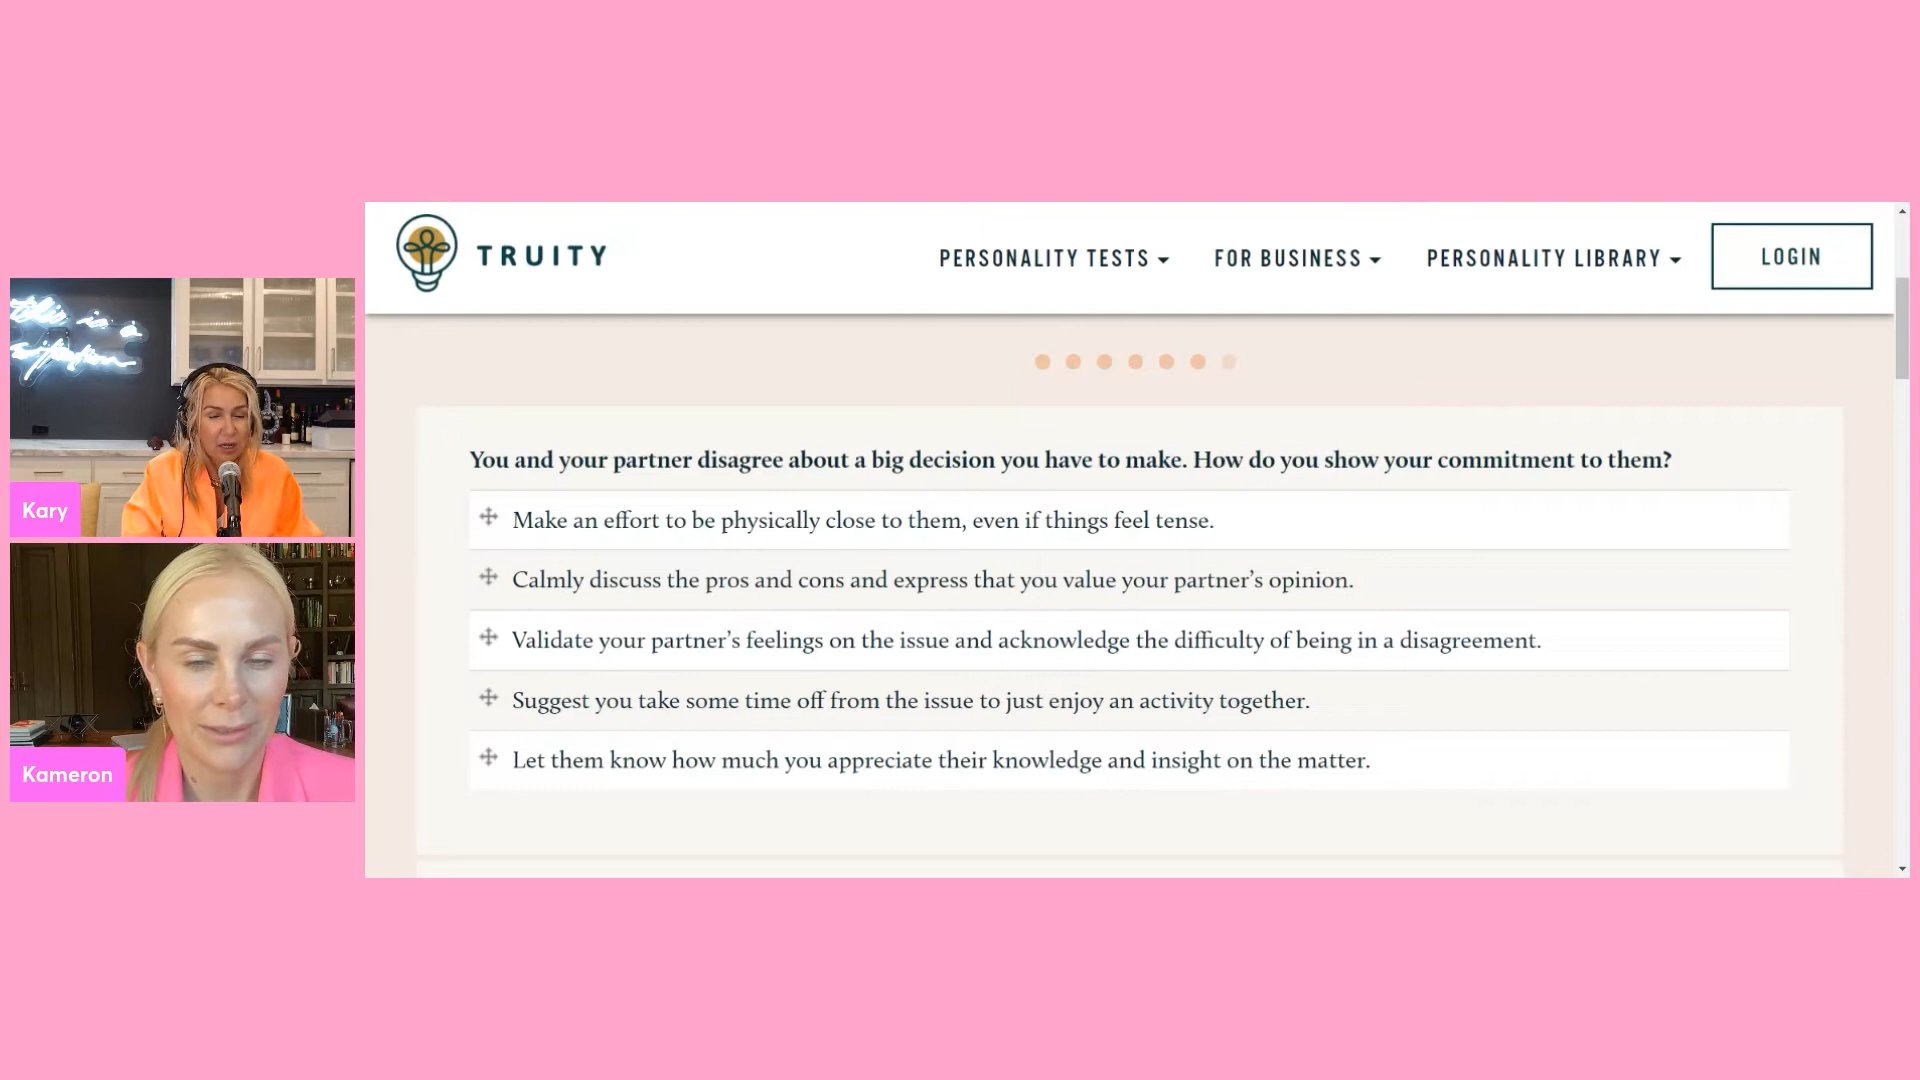 TRUITY
PERSONALITY TESTS
FOR BUSINESS
PERSONALITY LIBRARY
LOGIN
is a
Kary
Kameron
You and your partner disagree about a big decision you have to make. How do you show your commitment to them?
Make an effort to be physically close to them, even if things feel tense.
Calmly discuss the pros and cons and express that you value your partner’s opinion.
Validate your partner’s feelings on the issue and acknowledge the difficulty of being in a disagreement.
Suggest you take some time off from the issue to just enjoy an activity together.
Let them know how much you appreciate their knowledge and insight on the matter.